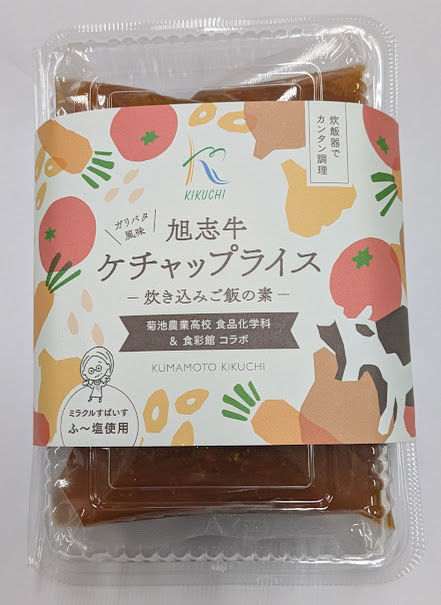 炊飯器で
カンタン調理
KIKUCHI
ガリバタ
風味
旭志牛
ケチャップライス
– 炊き込みご飯の素 –
菊池農業高校 食品化学科
& 食彩館 コラボ
KUMAMOTO KIKUCHI
ミラクルすぱいす
ふ〜塩使用